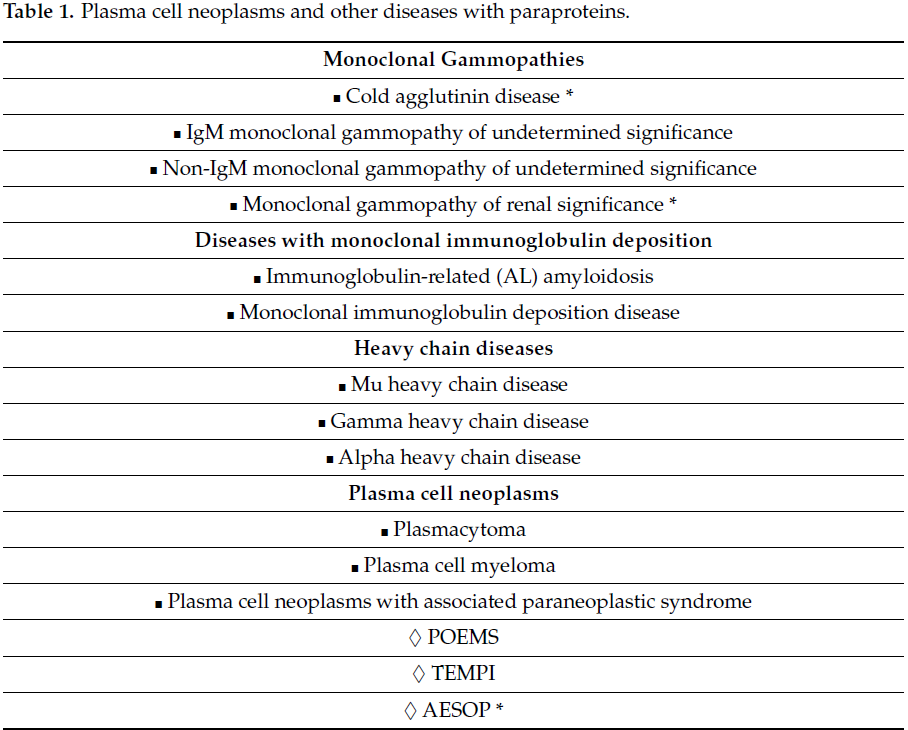 Table 1. Plasma cell neoplasms and other diseases with paraproteins.
Monoclonal Gammopathies
▪ Cold agglutinin disease *
▪ IgM monoclonal gammopathy of undetermined significance
▪ Non-IgM monoclonal gammopathy of undetermined significance
▪ Monoclonal gammopathy of renal significance *
Diseases with monoclonal immunoglobulin deposition
▪ Immunoglobulin-related (AL) amyloidosis
▪ Monoclonal immunoglobulin deposition disease
Heavy chain diseases
▪ Mu heavy chain disease
▪ Gamma heavy chain disease
▪ Alpha heavy chain disease
Plasma cell neoplasms
▪ Plasmacytoma
▪ Plasma cell myeloma
▪ Plasma cell neoplasms with associated paraneoplastic syndrome
◊ POEMS
◊ TEMPI
◊ AESOP *